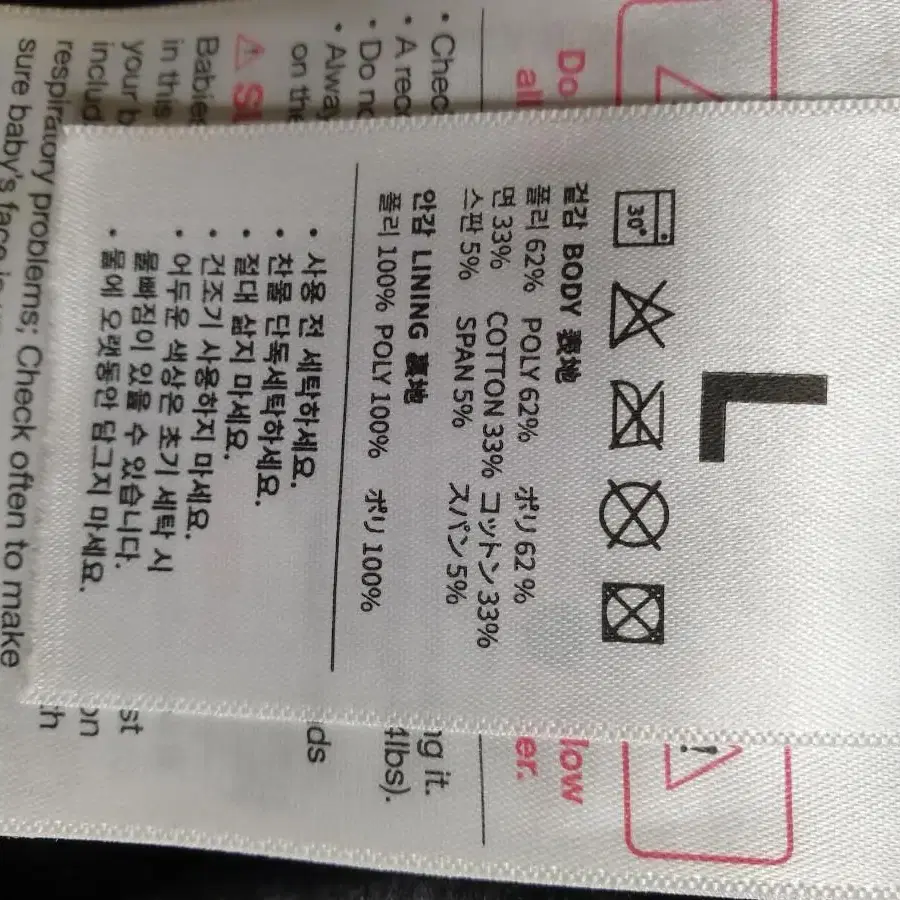 L
30°
겉감 BODY 表地
폴리 62% POLY 62% ポリ 62 %
면 33% COTTON 33% コットン 33%
스판 5% SPAN 5% スパン 5%
안감 LINING 裏地
폴리 100% POLY 100% ポリ 100%
• 사용 전 세탁하세요.
• 찬물 단독세탁하세요.
• 절대 삶지 마세요.
• 건조기 사용하지 마세요.
• 어두운 색상은 초기 세탁 시
물빠짐이 있을 수 있습니다.
• 물에 오랫동안 담그지 마세요.
Do
low
all
er.
• Chec
ng it.
• A rec
4lbs).
• Do no
• Alway
ds
on the
Babies
in this
your b
st
includ
on
respiratory problems; Check often to make
sure baby's face is